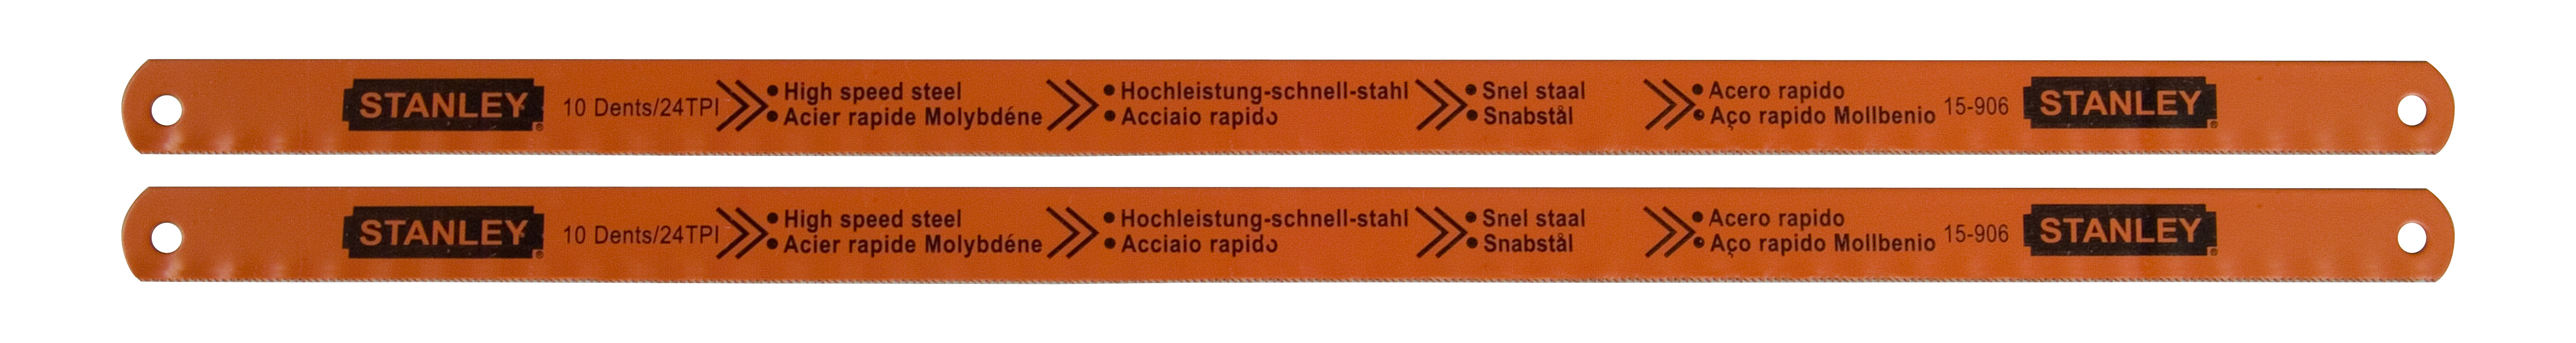 STANLEY® 10 Dents/24TPI • High speed steel • Hochleistung-schnell-stahl • Snel staal • Acero rapido 15-906 STANLEY®
• Acier rapide Molybdéne • Acciaio rapido • Snabstål • Aço rapido Mollbenio
STANLEY® 10 Dents/24TPI • High speed steel • Hochleistung-schnell-stahl • Snel staal • Acero rapido 15-906 STANLEY®
• Acier rapide Molybdéne • Acciaio rapido • Snabstål • Aço rapido Mollbenio